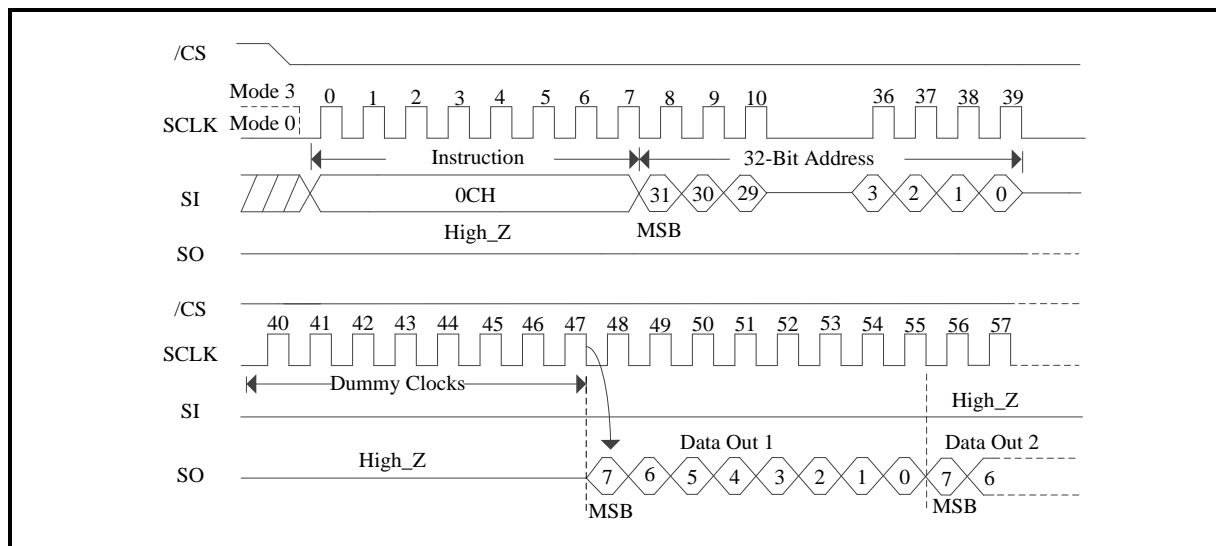 /CS
Mode 3
0 1 2 3 4 5 6 7 8 9 10 36 37 38 39
SCLK
Mode 0
Instruction
32-Bit Address
SI
0CH
31 30 29 3 2 1 0
High_Z
MSB
SO
/CS
40 41 42 43 44 45 46 47 48 49 50 51 52 53 54 55 56 57
SCLK
Dummy Clocks
SI
High_Z
High_Z
Data Out 1
Data Out 2
SO
7 6 5 4 3 2 1 0 7 6
MSB
MSB